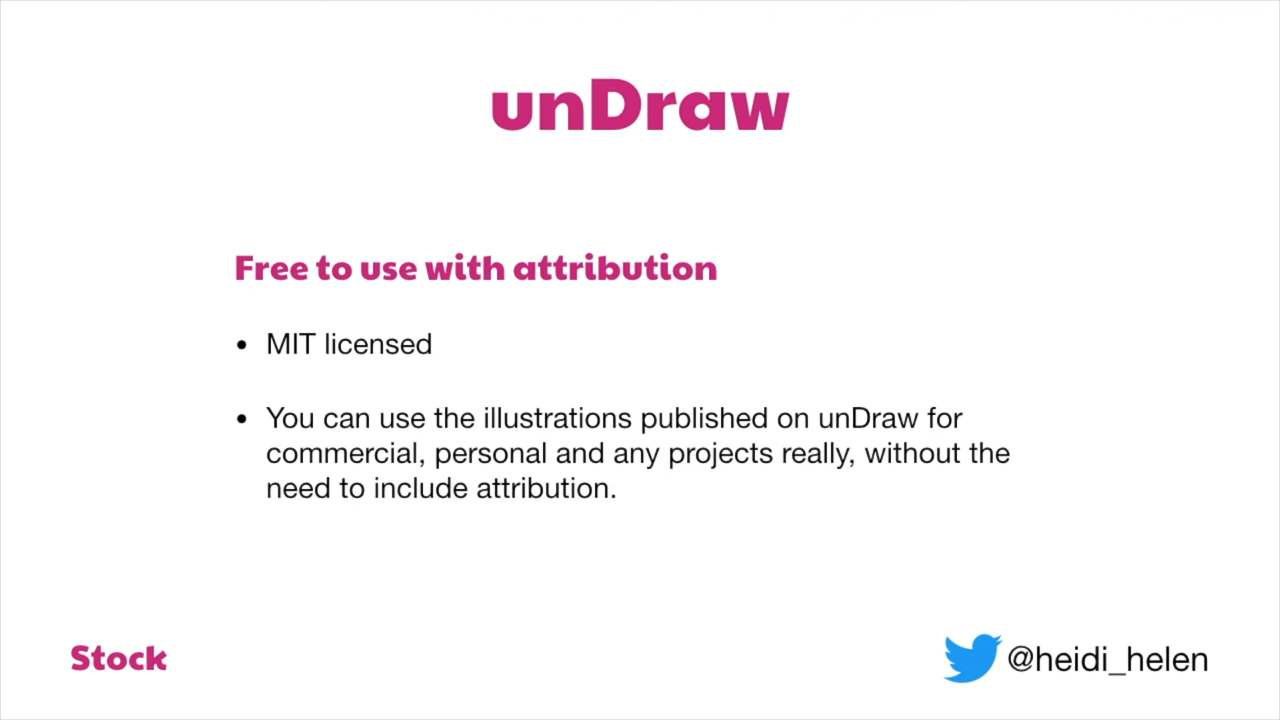 unDraw
Free to use with attribution
• MIT licensed
• You can use the illustrations published on unDraw for
commercial, personal and any projects really, without the
need to include attribution.
Stock
@heidi_helen